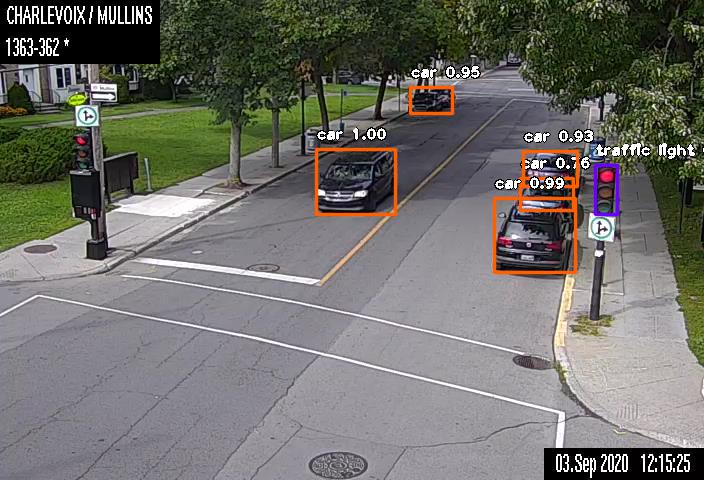 CHARLEVOIX / MULLINS
1363-362 *
car 0.95
car 1.00
car 0.93
car 0.76
traffic light
car 0.99
03.Sep 2020 12:15:25